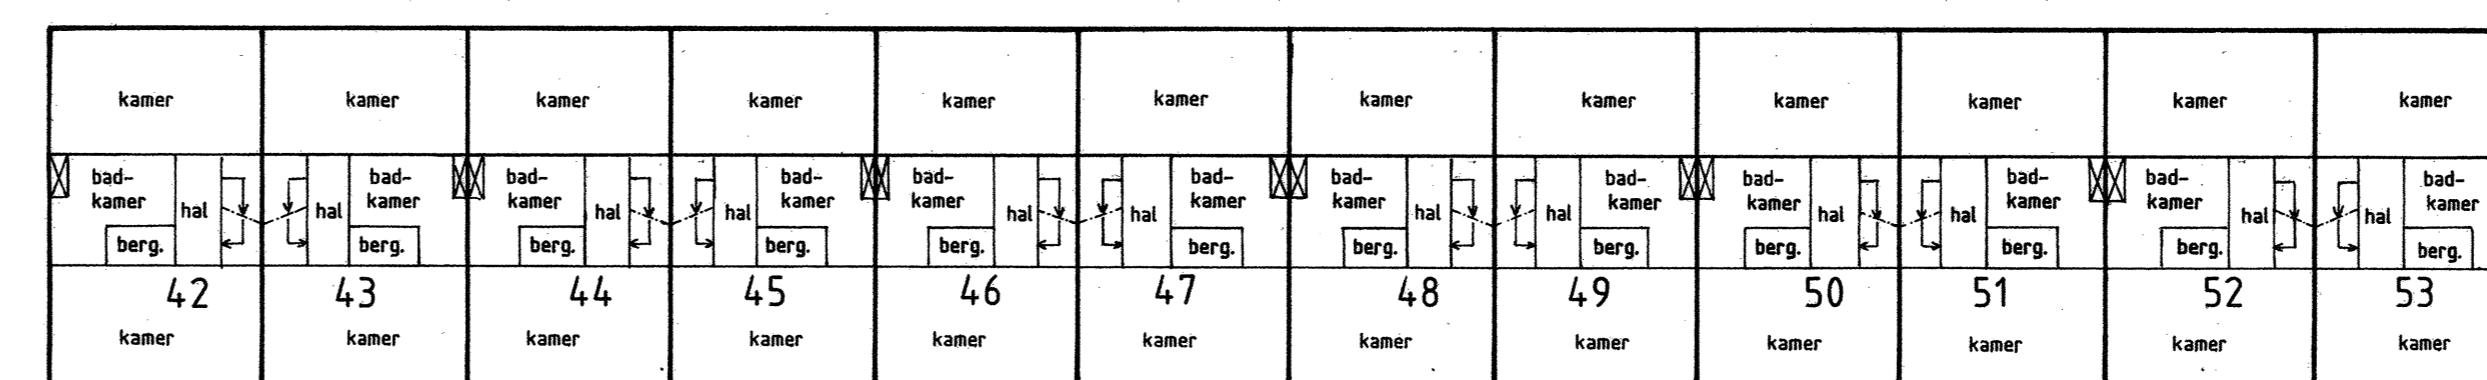 kamer kamer kamer kamer kamer kamer kamer kamer kamer kamer kamer kamer
bad- bad- bad- bad- bad- bad- bad- bad- bad- bad- bad- bad-
kamer kamer kamer kamer kamer kamer kamer kamer kamer kamer kamer kamer
hal hal hal hal hal hal hal hal hal hal hal hal
berg. berg. berg. berg. berg. berg. berg. berg. berg. berg. berg. berg.
42 43 44 45 46 47 48 49 50 51 52 53
kamer kamer kamer kamer kamer kamer kamer kamer kamer kamer kamer kamer